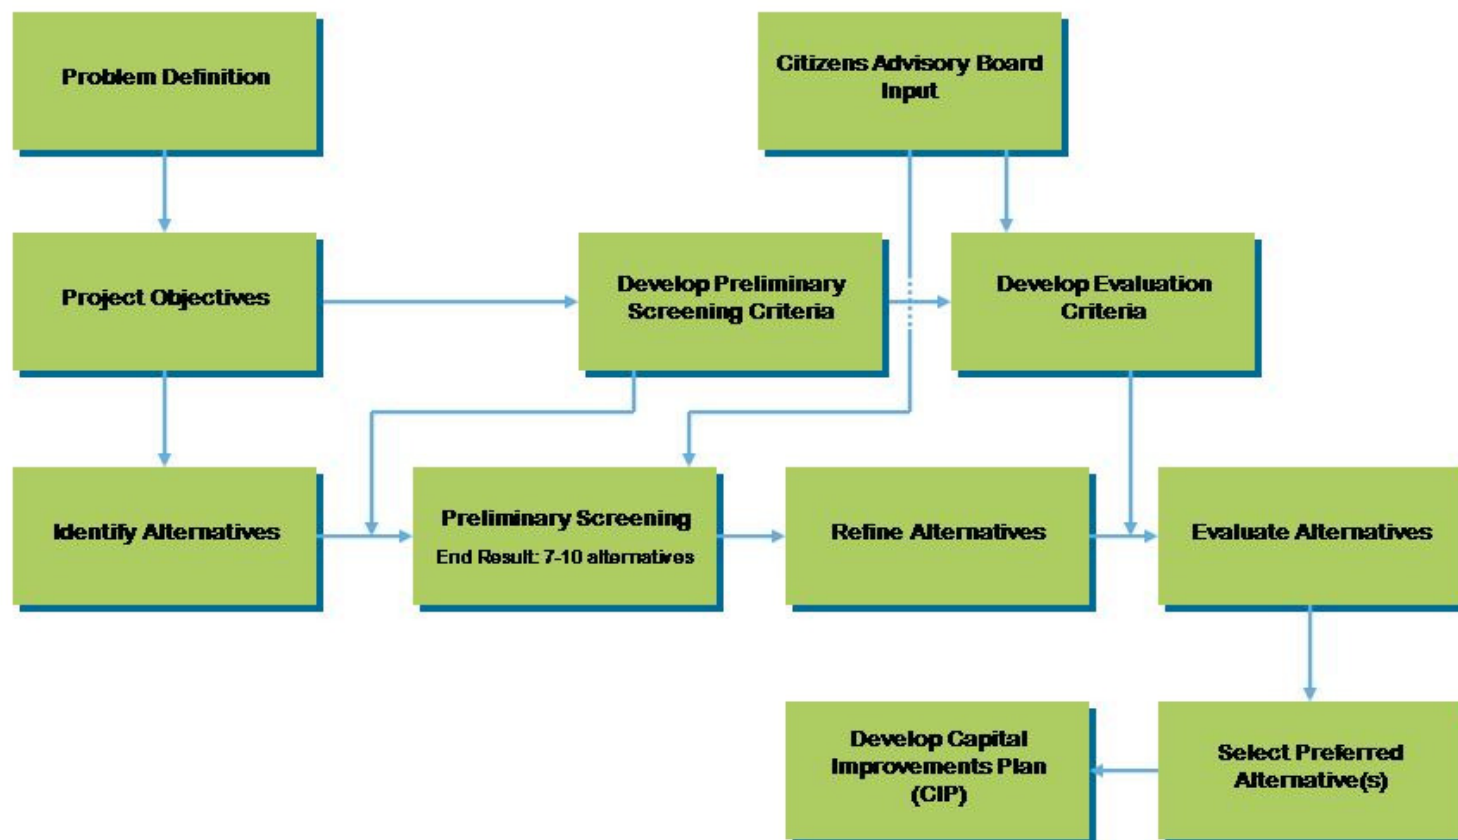 Problem Definition
Citizens Advisory Board
Input
Project Objectives
Develop Preliminary
Screening Criteria
Develop Evaluation
Criteria
Identify Alternatives
Preliminary Screening
End Result: 7-10 alternatives
Refine Alternatives
Evaluate Alternatives
Develop Capital
Improvements Plan
(CIP)
Select Preferred
Alternative(s)